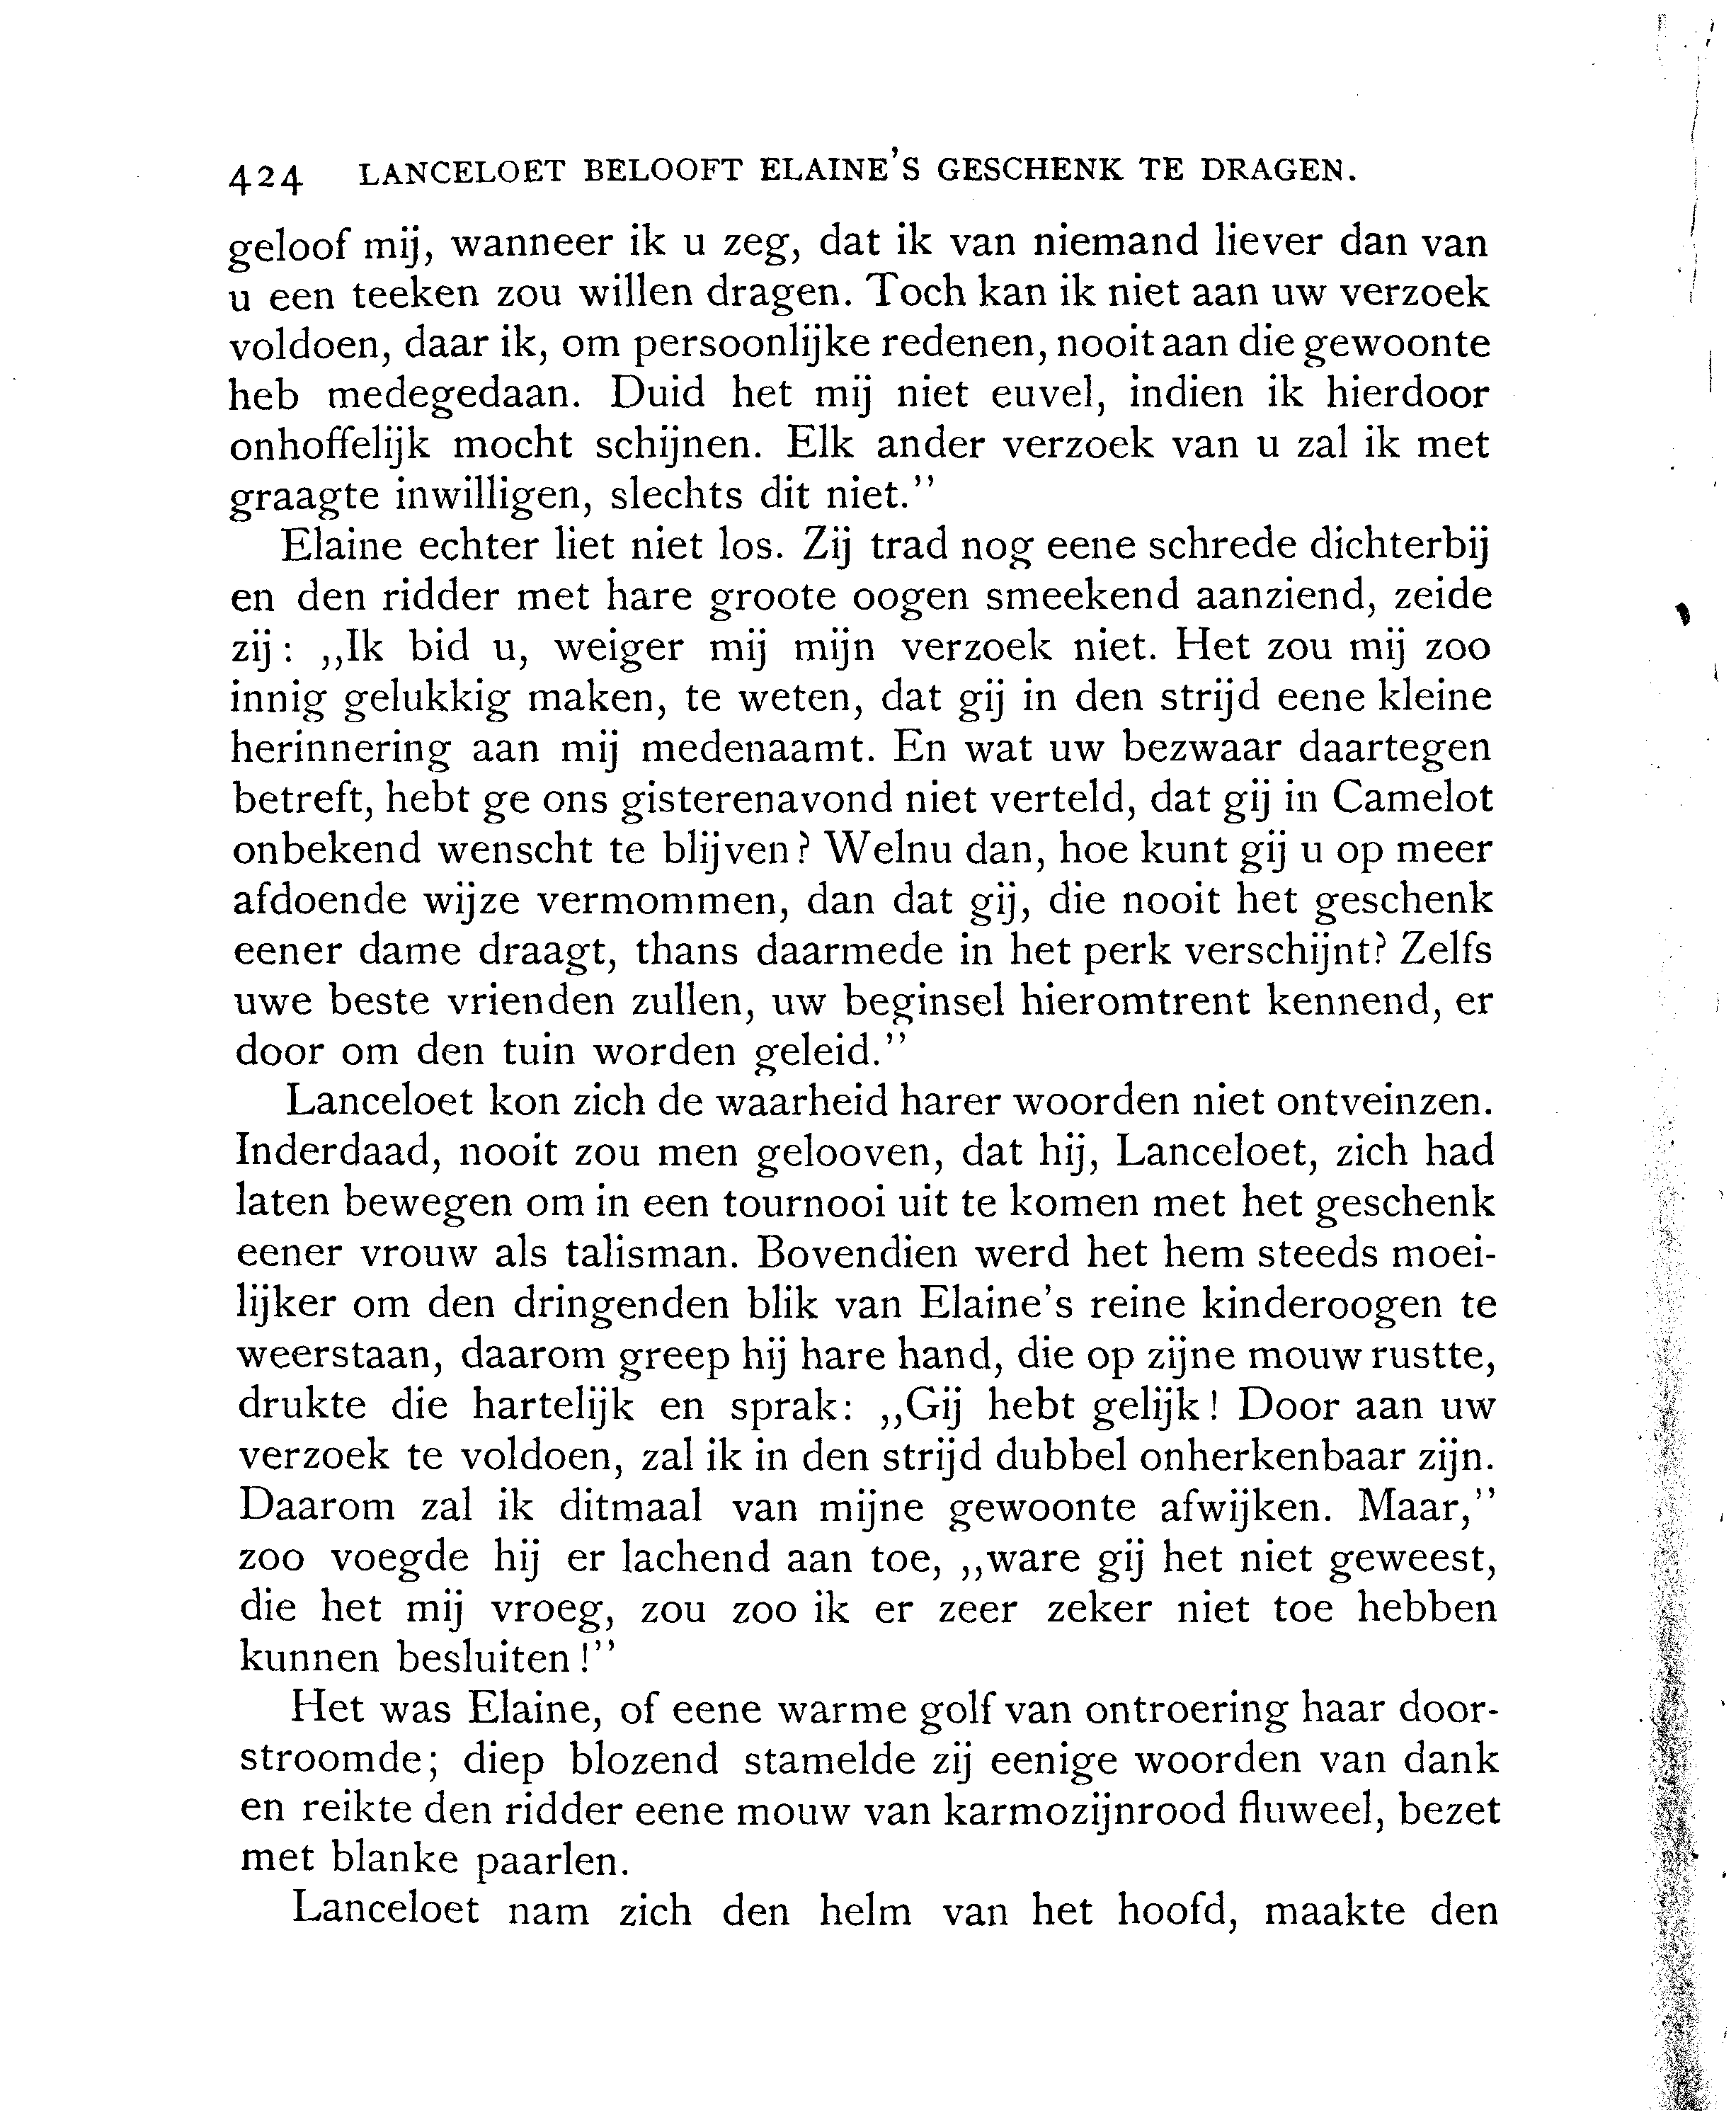 424 LANCELOET BELOOFT ELAINE'S GESCHENK TE DRAGEN.
geloof mij, wanneer ik u zeg, dat ik van niemand liever dan van
u een teeken zou willen dragen. Toch kan ik niet aan uw verzoek
voldoen, daar ik, om persoonlijke redenen, nooit aan die gewoonte
heb medegedaan. Duid het mij niet euvel, indien ik hierdoor
onhoffelijk mocht schijnen. Elk ander verzoek van u zal ik met
graagte inwilligen, slechts dit niet.”
Elaine echter liet niet los. Zij trad nog eene schrede dichterbij
en den ridder met hare groote oogen smeekend aanziend, zeide
zij: „Ik bid u, weiger mij mijn verzoek niet. Het zou mij zoo
innig gelukkig maken, te weten, dat gij in den strijd eene kleine
herinnering aan mij medenaamt. En wat uw bezwaar daartegen
betreft, hebt ge ons gisterenavond niet verteld, dat gij in Camelot
onbekend wenscht te blijven? Welnu dan, hoe kunt gij u op meer
afdoende wijze vermommen, dan dat gij, die nooit het geschenk
eener dame draagt, thans daarmede in het perk verschijnt? Zelfs
uwe beste vrienden zullen, uw beginsel hieromtrent kennend, er
door om den tuin worden geleid.”
Lanceloet kon zich de waarheid harer woorden niet ontveinzen.
Inderdaad, nooit zou men gelooven, dat hij, Lanceloet, zich had
laten bewegen om in een tournooi uit te komen met het geschenk
eener vrouw als talisman. Bovendien werd het hem steeds moei-
lijker om den dringenden blik van Elaine's reine kinderoogen te
weerstaan, daarom greep hij hare hand, die op zijne mouw rustte,
drukte die hartelijk en sprak: „Gij hebt gelijk! Door aan uw
verzoek te voldoen, zal ik in den strijd dubbel onherkenbaar zijn.
Daarom zal ik ditmaal van mijne gewoonte afwijken. Maar,”
zoo voegde hij er lachend aan toe, „ware gij het niet geweest,
die het mij vroeg, zou zoo ik er zeer zeker niet toe hebben
kunnen besluiten!”
Het was Elaine, of eene warme golf van ontroering haar door-
stroomde; diep blozend stamelde zij eenige woorden van dank
en reikte den ridder eene mouw van karmozijnrood fluweel, bezet
met blanke paarlen.
Lanceloet nam zich den helm van het hoofd, maakte den